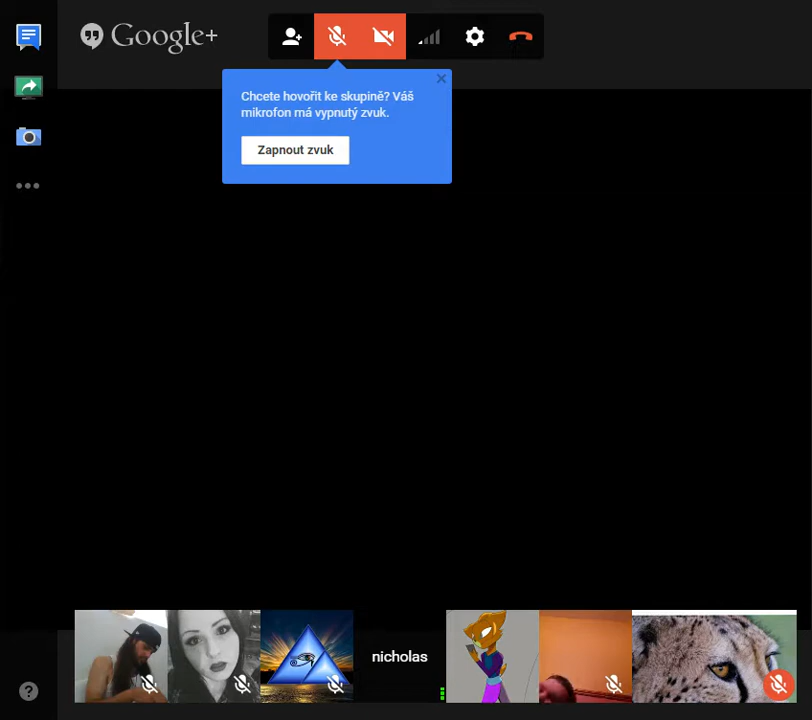 Google+
Chcete hovořit ke skupině? Váš
mikrofon má vypnutý zvuk.
Zapnout zvuk
nicholas